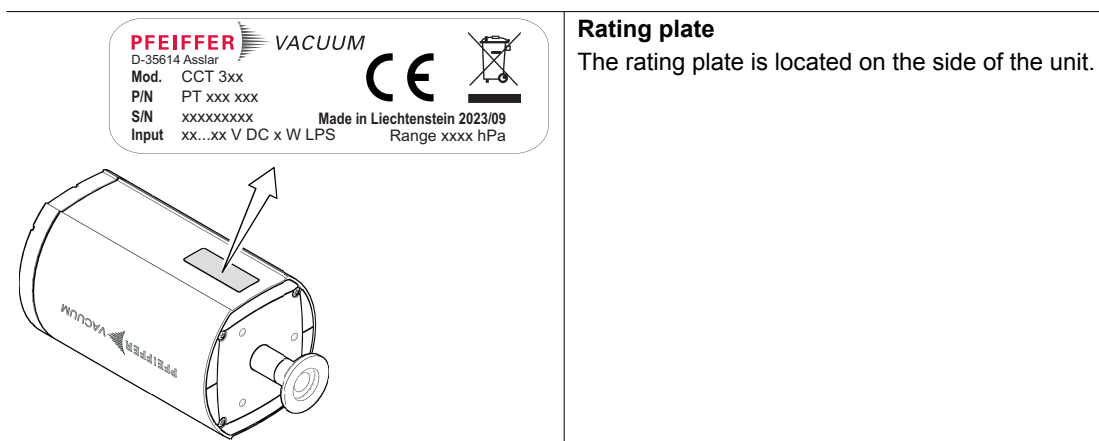 PFEIFFER VACUUM
D-35614 Asslar
Mod. CCT 3xx
P/N PT xxx xxx
S/N xxxxxxxxx Made in Liechtenstein 2023/09
Input xx...xx V DC x W LPS Range xxxx hPa
CE
PFEIFFER VACUUM
Rating plate
The rating plate is located on the side of the unit.